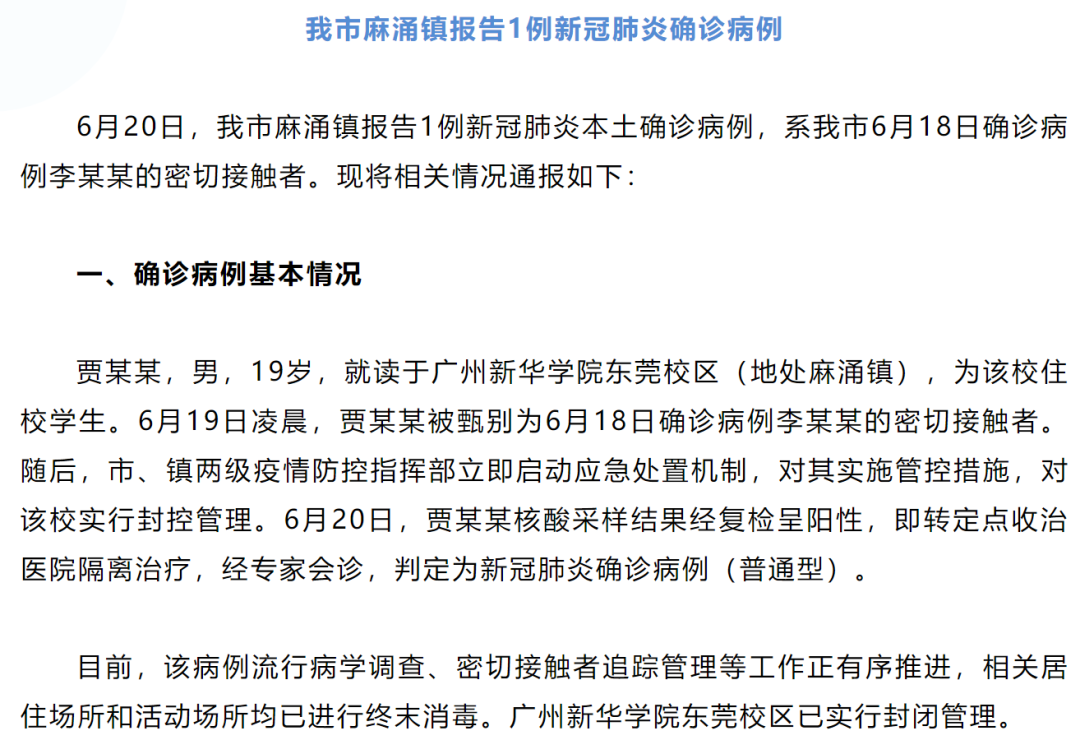 我市麻涌镇报告1例新冠肺炎确诊病例
6月20日，我市麻涌镇报告1例新冠肺炎本土确诊病例，系我市6月18日确诊病
例李某某的密切接触者。现将相关情况通报如下：
一、确诊病例基本情况
贾某某，男，19岁，就读于广州新华学院东莞校区（地处麻涌镇），为该校住
校学生。6月19日凌晨，贾某某被甄别为6月18日确诊病例李某某的密切接触者。
随后，市、镇两级疫情防控指挥部立即启动应急处置机制，对其实施管控措施，对
该校实行封控管理。6月20日，贾某某核酸采样结果经复检呈阳性，即转定点收治
医院隔离治疗，经专家会诊，判定为新冠肺炎确诊病例（普通型）。
目前，该病例流行病学调查、密切接触者追踪管理等工作正有序推进，相关居
住场所和活动场所均已进行终末消毒。广州新华学院东莞校区已实行封闭管理。